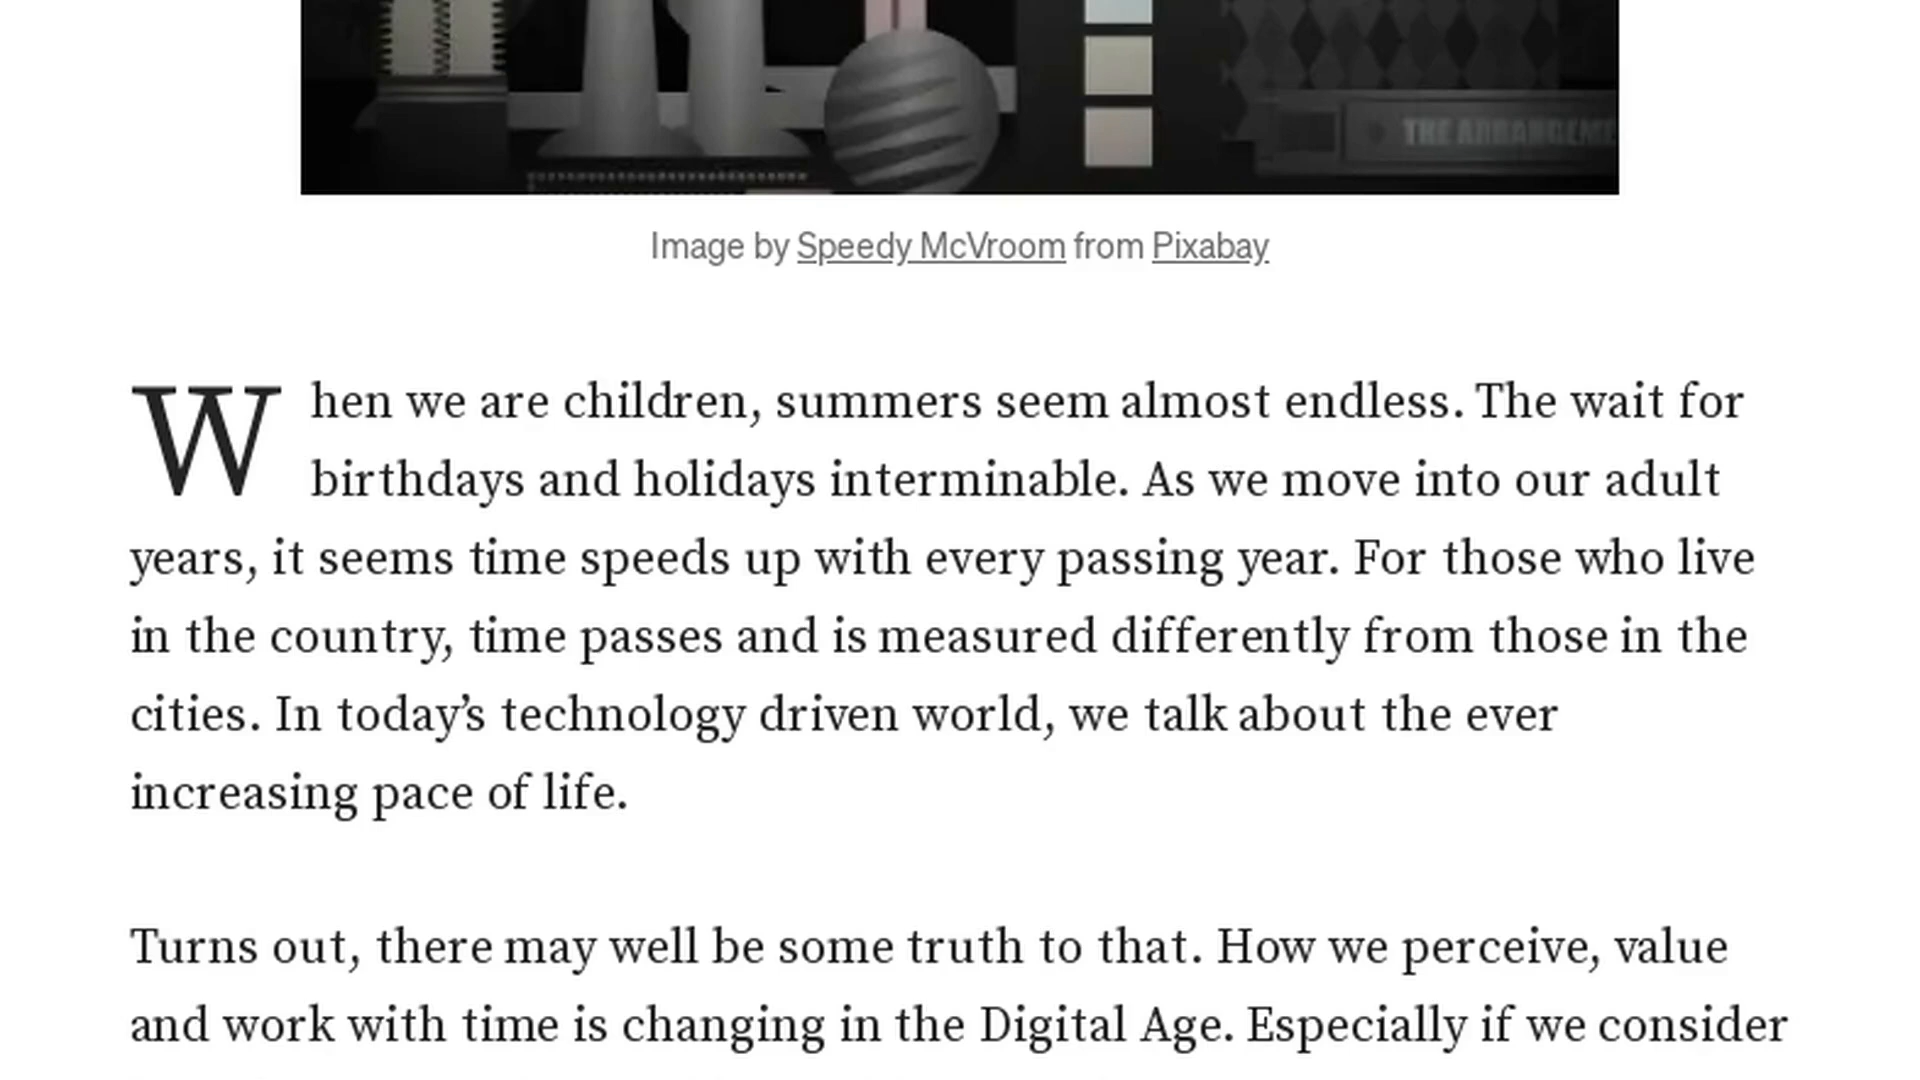 THE ARRANGEME
Image by Speedy McVroom from Pixabay
When we are children, summers seem almost endless. The wait for
birthdays and holidays interminable. As we move into our adult
years, it seems time speeds up with every passing year. For those who live
in the country, time passes and is measured differently from those in the
cities. In today’s technology driven world, we talk about the ever
increasing pace of life.
Turns out, there may well be some truth to that. How we perceive, value
and work with time is changing in the Digital Age. Especially if we consider